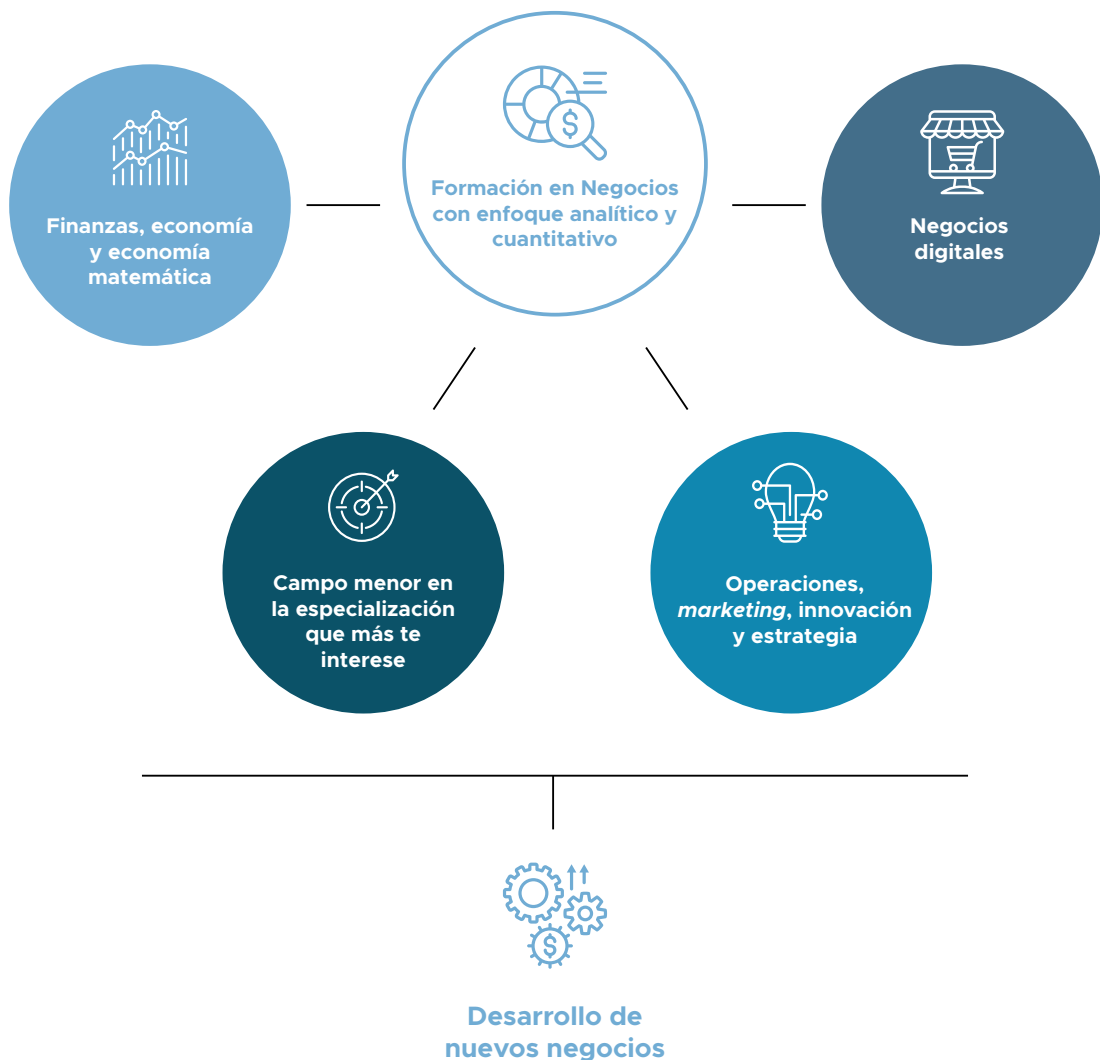 Formación en Negocios
con enfoque analítico y
cuantitativo
Finanzas, economía
y economía
matemática
Negocios
digitales
Campo menor en
la especialización
que más te
interese
Operaciones,
marketing, innovación
y estrategia
Desarrollo de
nuevos negocios